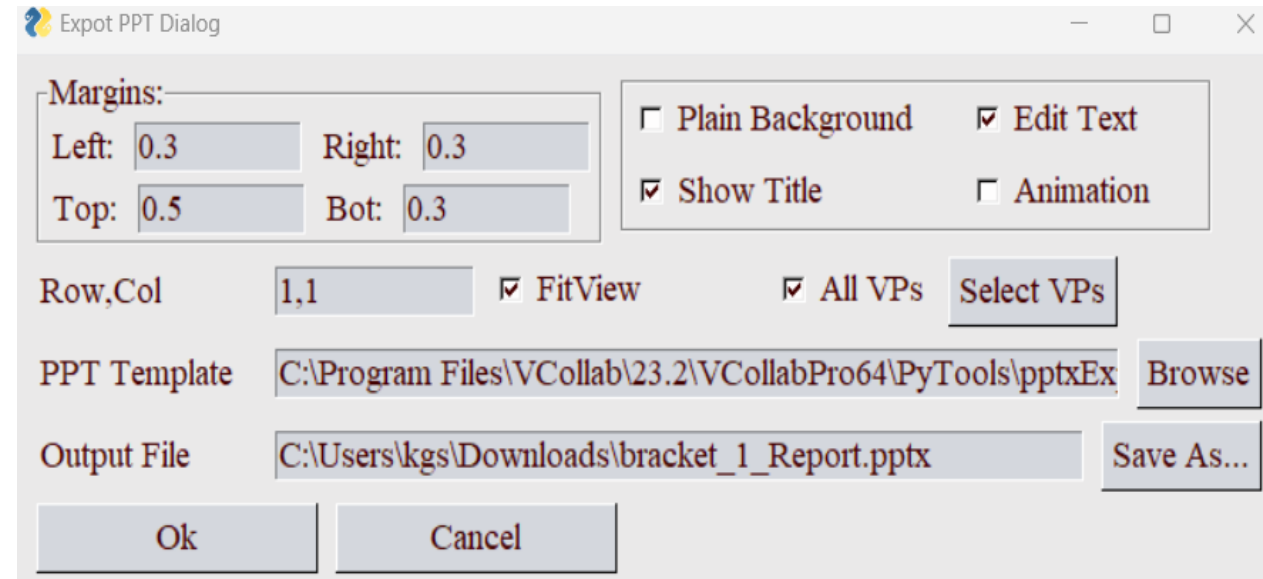 Expot PPT Dialog
Margins:
Left: 0.3 Right: 0.3
Top: 0.5 Bot: 0.3
Plain Background Edit Text
Show Title Animation
Row,Col 1,1 FitView All VPs Select VPs
PPT Template C:\Program Files\VCollab\23.2\VCollabPro64\PyTools\pptxEx Browse
Output File C:\Users\kgs\Downloads\bracket_1_Report.pptx Save As...
Ok Cancel